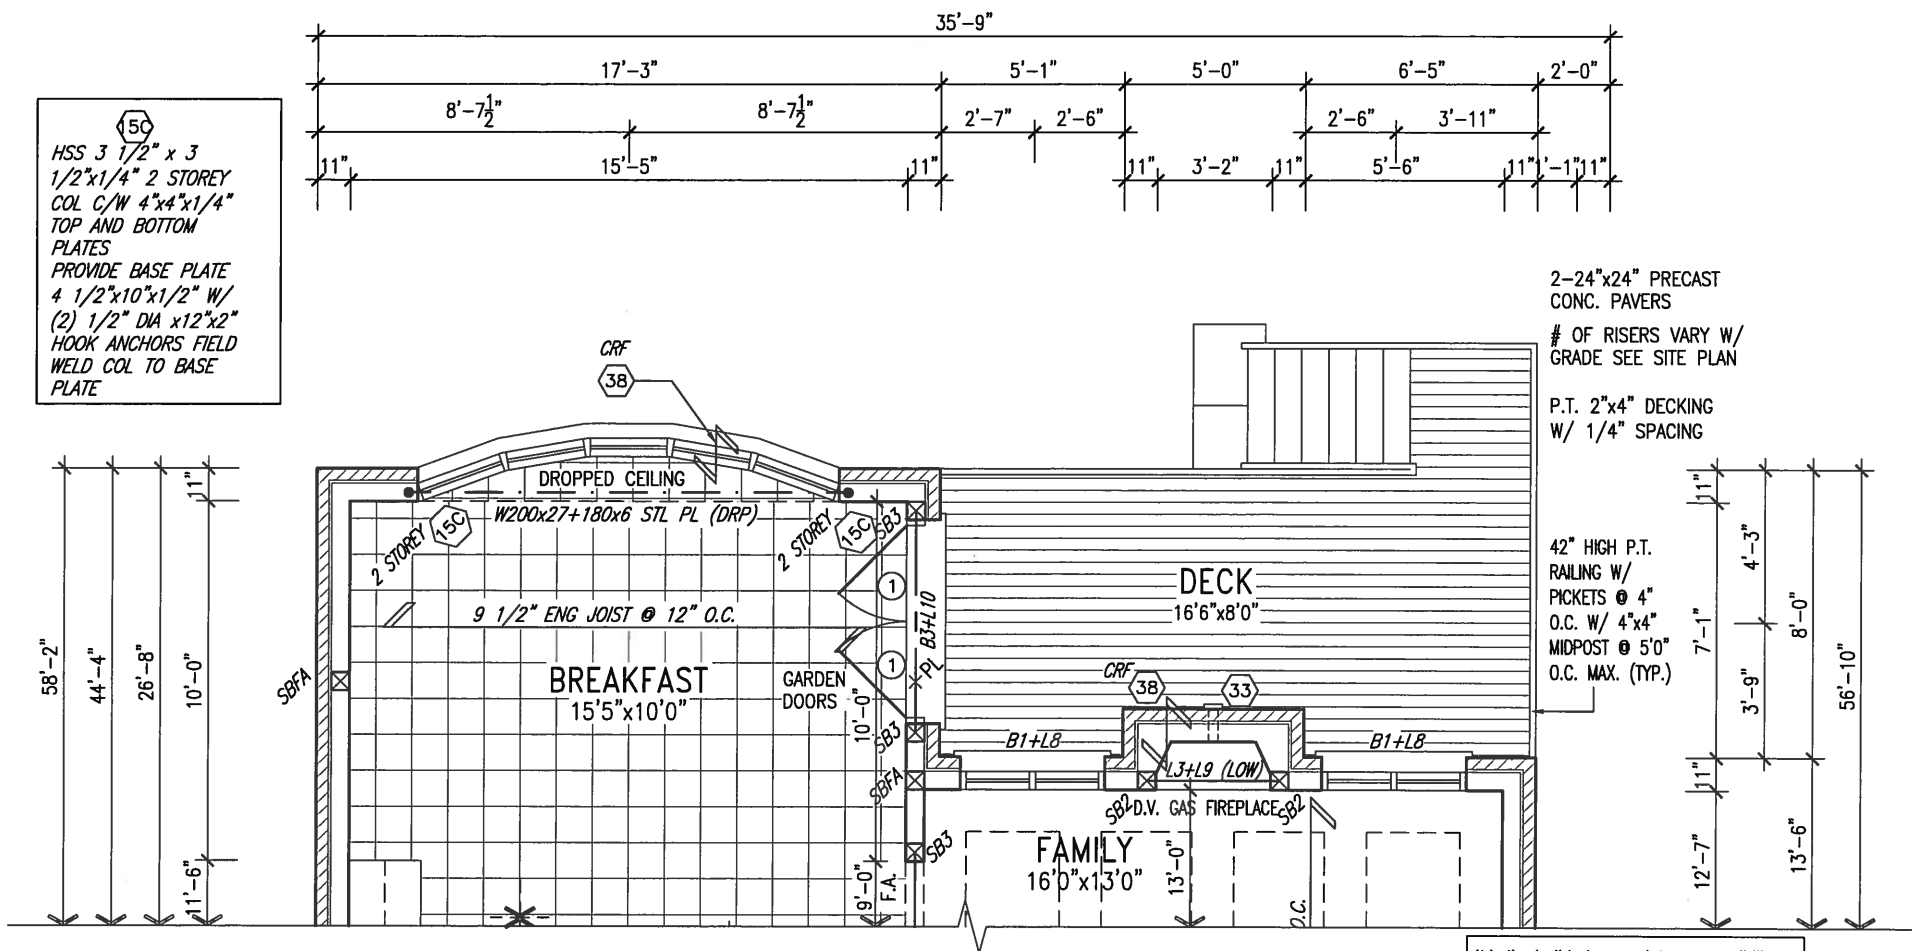 35'-9"
17'-3" 5'-1" 5'-0" 6'-5" 2'-0"
8'-7½" 8'-7½" 2'-7" 2'-6" 2'-6" 3'-11"
11" 15'-5" 11" 11" 3'-2" 11" 5'-6" 11" 1'-1" 11"
15C
HSS 3 1/2" x 3
1/2"x1/4" 2 STOREY
COL C/W 4"x4"x1/4"
TOP AND BOTTOM
PLATES
PROVIDE BASE PLATE
4 1/2"x10"x1/2" W/
(2) 1/2" DIA x12"x2"
HOOK ANCHORS FIELD
WELD COL TO BASE
PLATE
2-24"x24" PRECAST
CONC. PAVERS
# OF RISERS VARY W/
GRADE SEE SITE PLAN
P.T. 2"x4" DECKING
W/ 1/4" SPACING
42" HIGH P.T.
RAILING W/
PICKETS @ 4"
O.C. W/ 4"x4"
MIDPOST @ 5'0"
O.C. MAX. (TYP.)
CRF
38
DROPPED CEILING
W200x27+180x6 STL PL (DRP)
2 STOREY 15C
2 STOREY 15C
SB3
1
9 1/2" ENG JOIST @ 12" O.C.
B3+L10
PL
1
BREAKFAST
15'5"x10'0"
GARDEN
DOORS
10'-0"
SB3
SBFA
SBFA
SB3
9'-0"
F.A.
DECK
16'6"x8'0"
CRF
38
33
B1+L8
B1+L8
L3+L9 (LOW)
SB2
D.V. GAS FIREPLACE
SB2
FAMILY
16'0"x13'0"
13'-0"
O.C.
58'-2"
44'-4"
26'-8"
11"
10'-0"
11'-6"
11"
7'-1"
11"
12'-7"
4'-3"
3'-9"
8'-0"
13'-6"
56'-10"